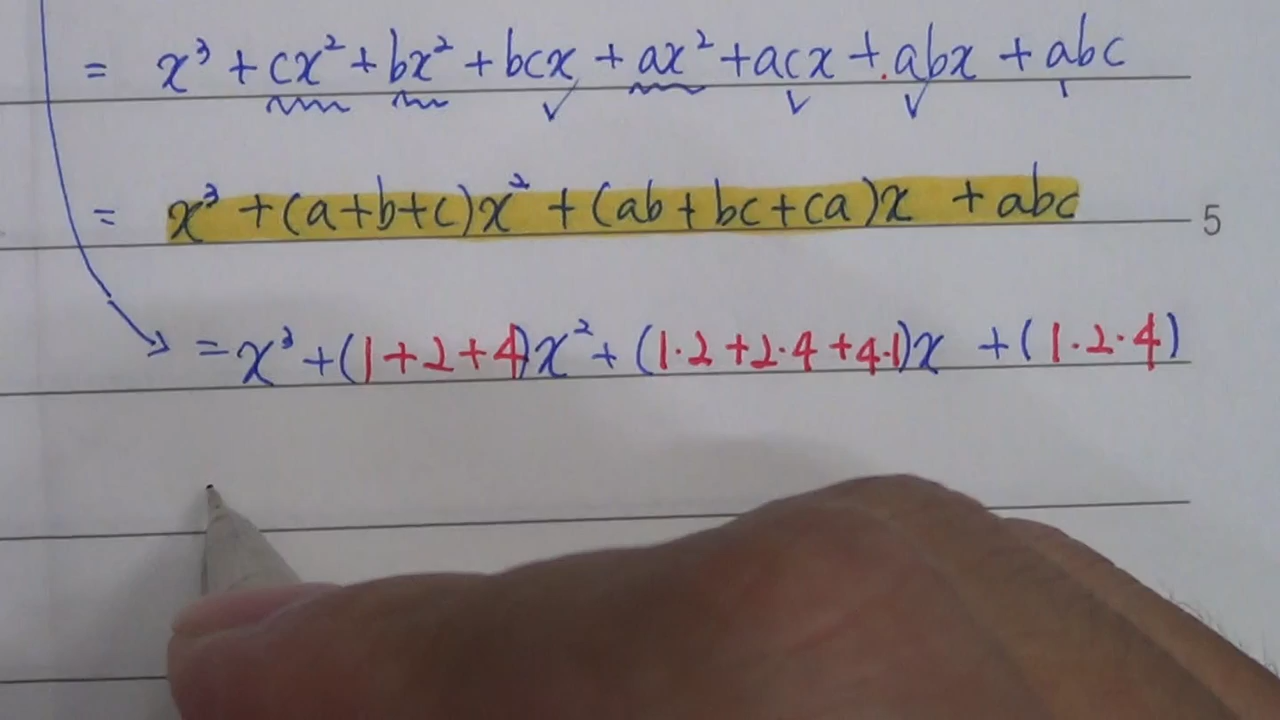 = x³ + cx² + bx² + bcx + ax² + acx + abx + abc
= x³ + (a+b+c)x² + (ab+bc+ca)x + abc
5
= x³ + (1+2+4)x² + (1·2+2·4+4·1)x + (1·2·4)